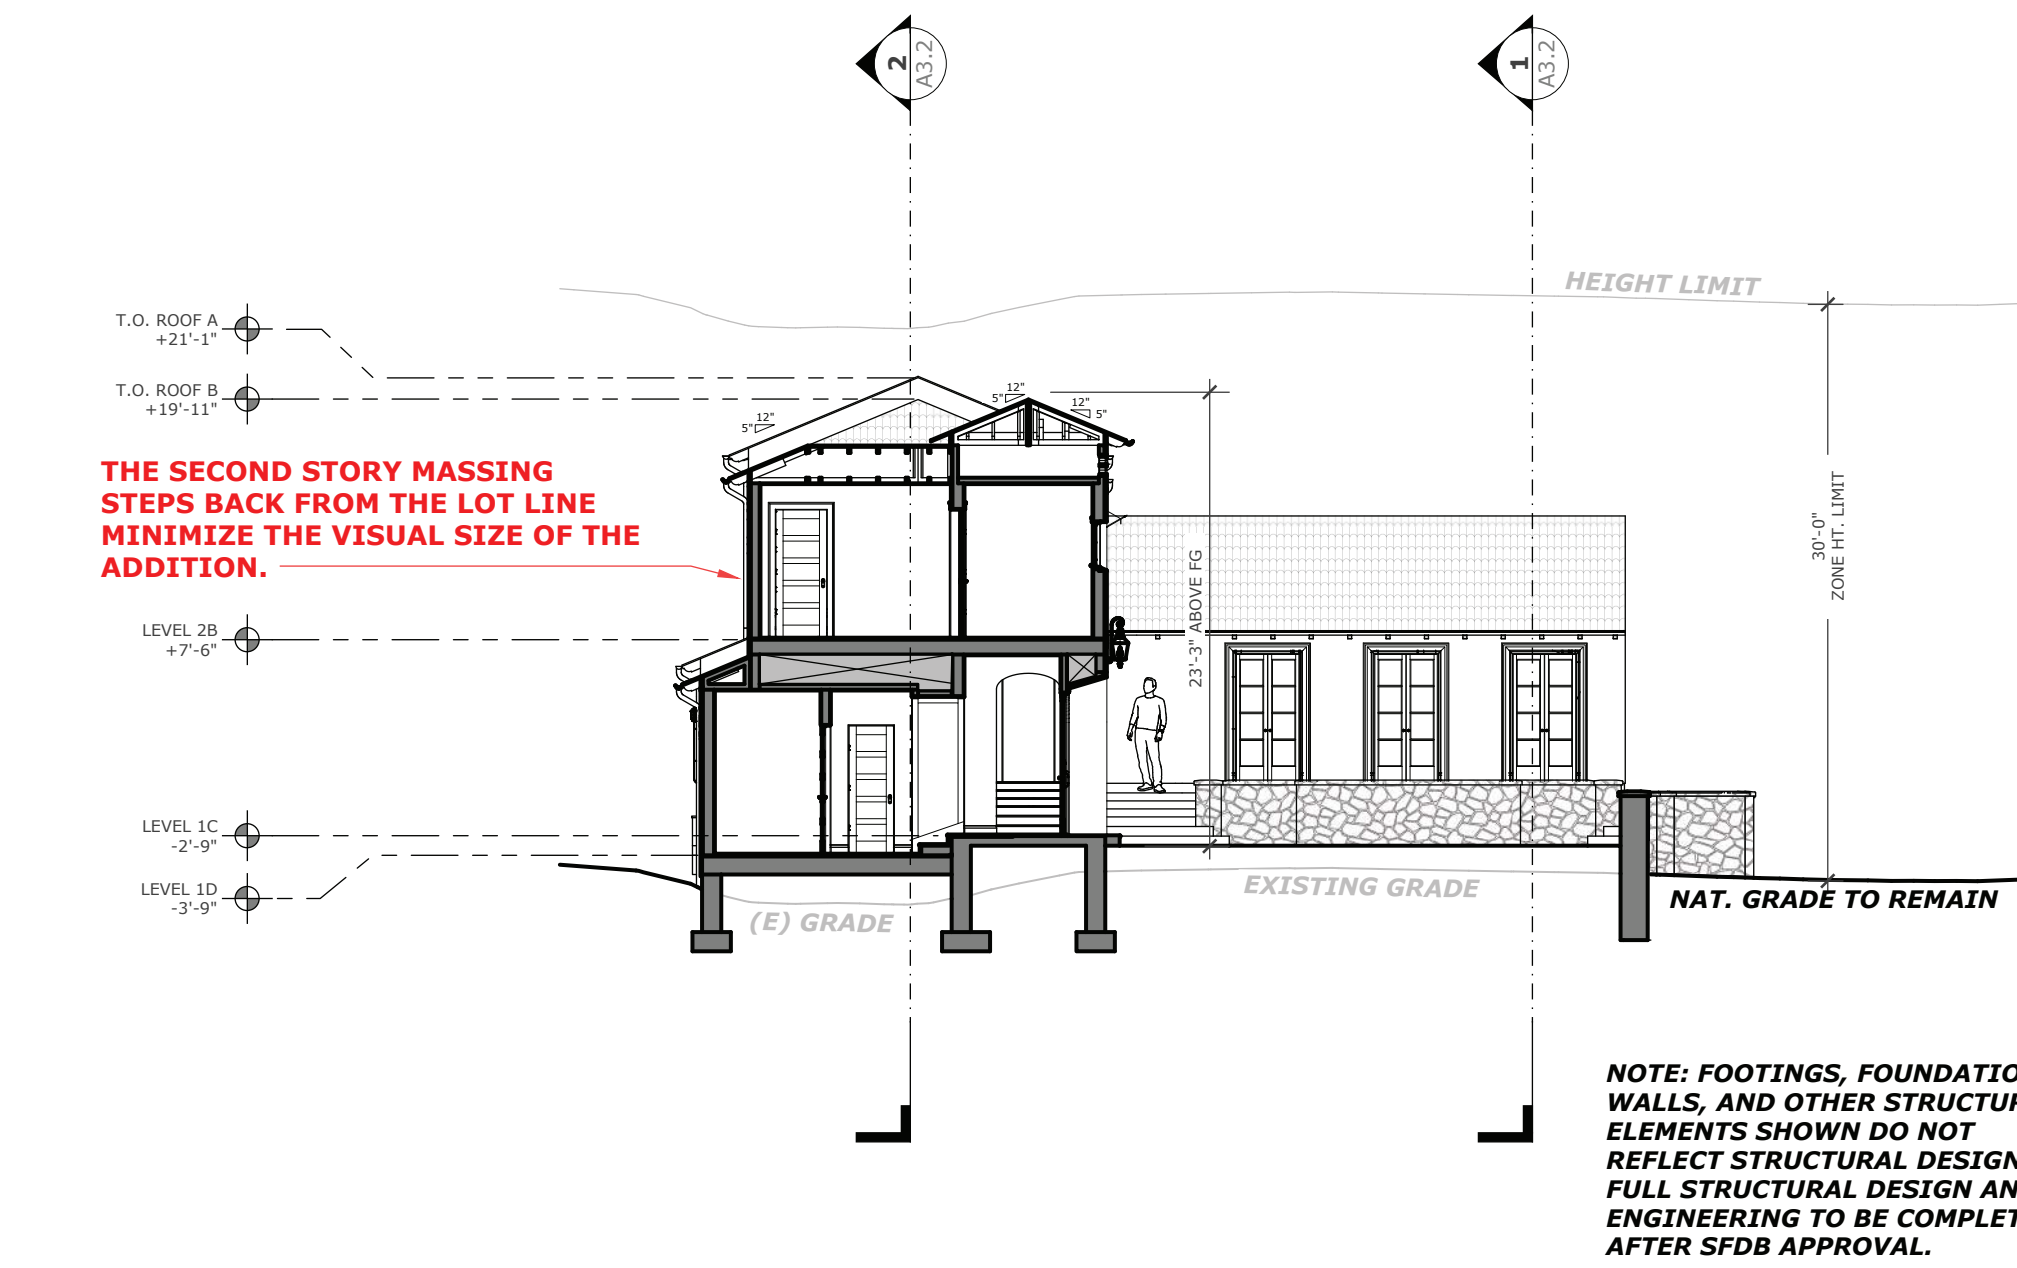 2
A3.2
1
A3.2
HEIGHT LIMIT
T.O. ROOF A
+21'-1"
T.O. ROOF B
+19'-11"
12"
5"
12"
5"
12"
5"
THE SECOND STORY MASSING
STEPS BACK FROM THE LOT LINE
MINIMIZE THE VISUAL SIZE OF THE
ADDITION.
30'-0"
ZONE HT. LIMIT
23'-3" ABOVE FG
LEVEL 2B
+7'-6"
LEVEL 1C
-2'-9"
LEVEL 1D
-3'-9"
(E) GRADE
EXISTING GRADE
NAT. GRADE TO REMAIN
NOTE: FOOTINGS, FOUNDATIO
WALLS, AND OTHER STRUCTUR
ELEMENTS SHOWN DO NOT
REFLECT STRUCTURAL DESIGN
FULL STRUCTURAL DESIGN AN
ENGINEERING TO BE COMPLET
AFTER SFDB APPROVAL.